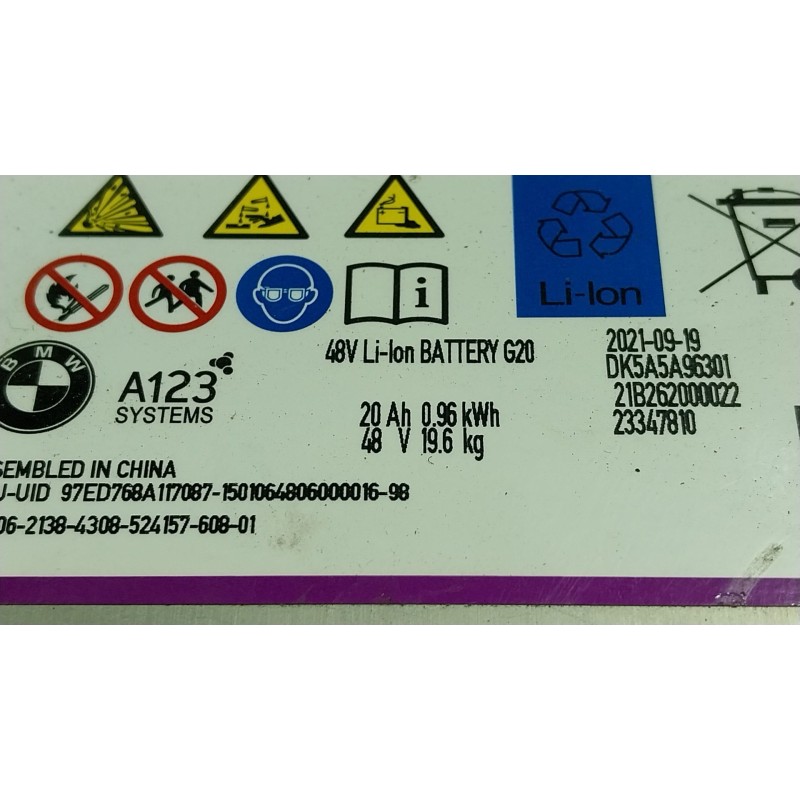 Li-Ion
BMW
A123
SYSTEMS
48V Li-Ion BATTERY G20
20 Ah 0.96 kWh
48 V 19.6 kg
2021-09-19
DK5A5A96301
21B262000022
23347810
SEMBLED IN CHINA
U-UID 97ED768A117087-1501064806000016-98
06-2138-4308-524157-608-01